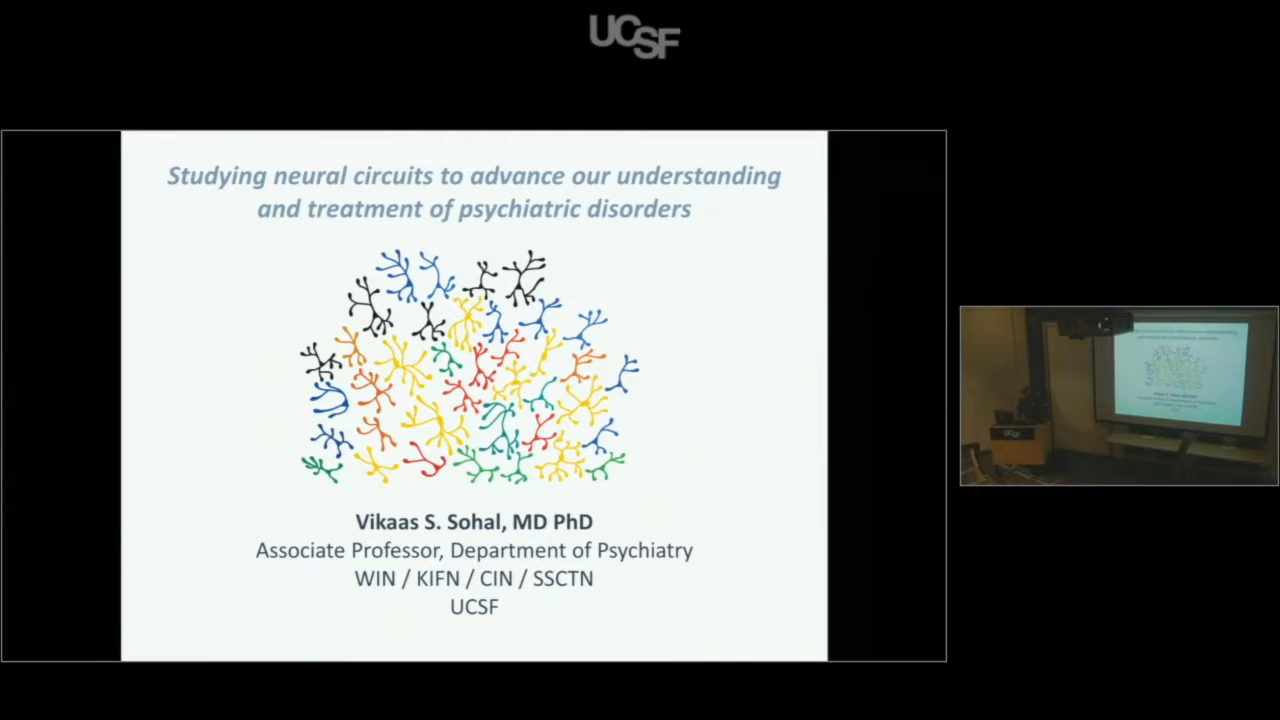 UCSF
Studying neural circuits to advance our understanding
and treatment of psychiatric disorders
Vikaas S. Sohal, MD PhD
Associate Professor, Department of Psychiatry
WIN / KIFN / CIN / SSCTN
UCSF
UCSF